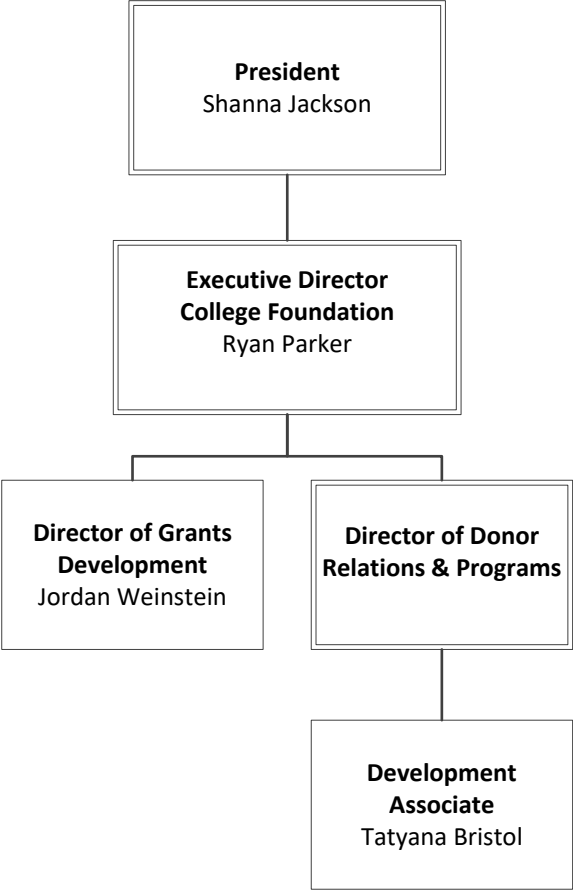 President
Shanna Jackson
Executive Director
College Foundation
Ryan Parker
Director of Grants
Development
Jordan Weinstein
Director of Donor
Relations & Programs
Development
Associate
Tatyana Bristol